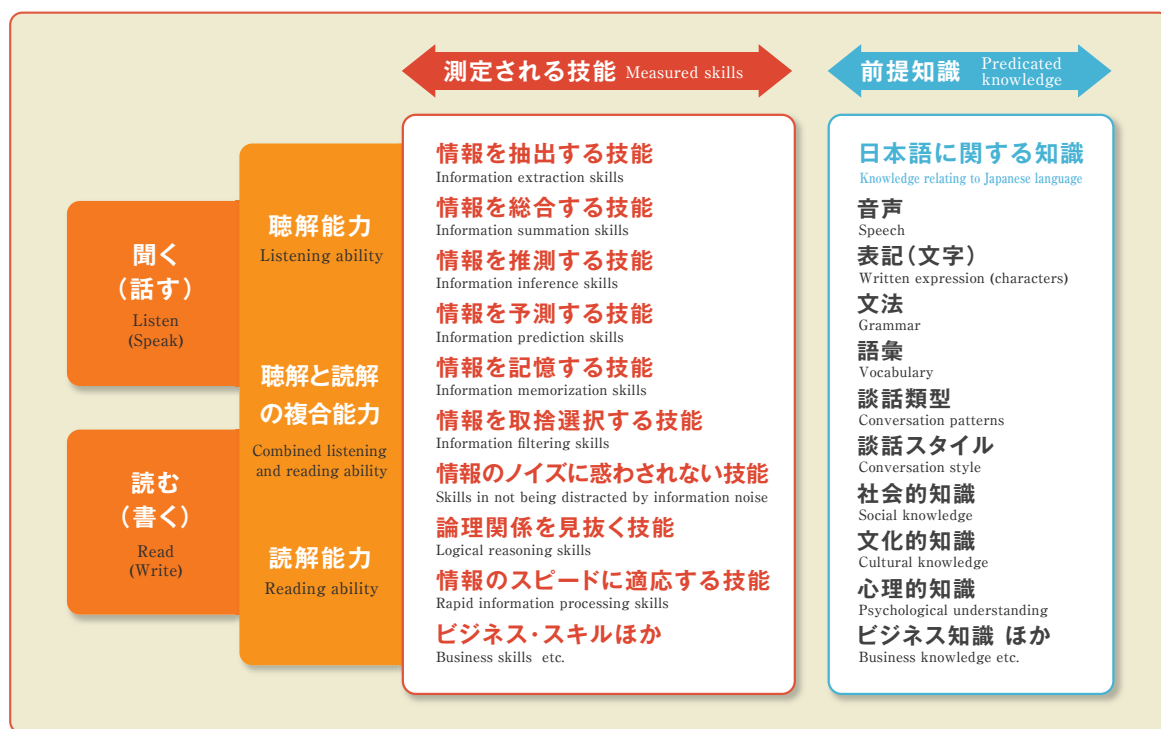 測定される技能 Measured skills
前提知識 Predicated
knowledge
聞く
（話す）
Listen
(Speak)
読む
（書く）
Read
(Write)
聴解能力
Listening ability
聴解と読解
の複合能力
Combined listening
and reading ability
読解能力
Reading ability
情報を抽出する技能
Information extraction skills
情報を総合する技能
Information summation skills
情報を推測する技能
Information inference skills
情報を予測する技能
Information prediction skills
情報を記憶する技能
Information memorization skills
情報を取捨選択する技能
Information filtering skills
情報のノイズに惑わされない技能
Skills in not being distracted by information noise
論理関係を見抜く技能
Logical reasoning skills
情報のスピードに適応する技能
Rapid information processing skills
ビジネス・スキルほか
Business skills etc.
日本語に関する知識
Knowledge relating to Japanese language
音声
Speech
表記（文字）
Written expression (characters)
文法
Grammar
語彙
Vocabulary
談話類型
Conversation patterns
談話スタイル
Conversation style
社会的知識
Social knowledge
文化的知識
Cultural knowledge
心理的知識
Psychological understanding
ビジネス知識 ほか
Business knowledge etc.